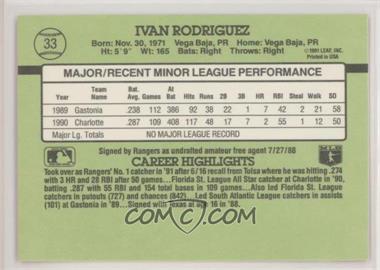 33
IVAN RODRIGUEZ
Born: Nov. 30, 1971 Vega Baja, PR Home: Vega Baja, PR
Ht: 5'9" Wt: 165 Bats: Right Throws: Right
© 1991 LEAF, INC.
Printed in USA
MAJOR/RECENT MINOR LEAGUE PERFORMANCE
Year Team Name Bat. Avg. Games At Bat Hits Runs 2B 3B HR RBI Steal Walk SO
1989 Gastonia .238 112 386 92 38 22 1 7 42 2 21 58
1990 Charlotte .287 109 408 117 48 17 7 2 55 1 12 50
Major Lg. Totals NO MAJOR LEAGUE RECORD
Signed by Rangers as undrafted amateur free agent 7/27/88
CAREER HIGHLIGHTS
Took over as Rangers' No. 1 catcher in '91 after 6/16 recall from Tulsa where he was hitting .274
with 3 HR and 28 RBI after 50 games...Florida St. League All Star catcher at Charlotte in '90,
batting .287 with 55 RBI and 154 total bases in 109 games...Also led Florida St. League
catchers in putouts (727) and chances (842)...Led South Atlantic League catchers in assists
(101) at Gastonia in '89...Signed with Texas at age 16 in '88.
COMC